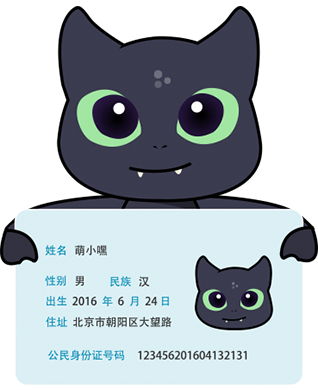 姓名 萌小嘿
性别 男 民族 汉
出生 2016 年 6 月 24 日
住址 北京市朝阳区大望路
公民身份证号码 123456201604132131